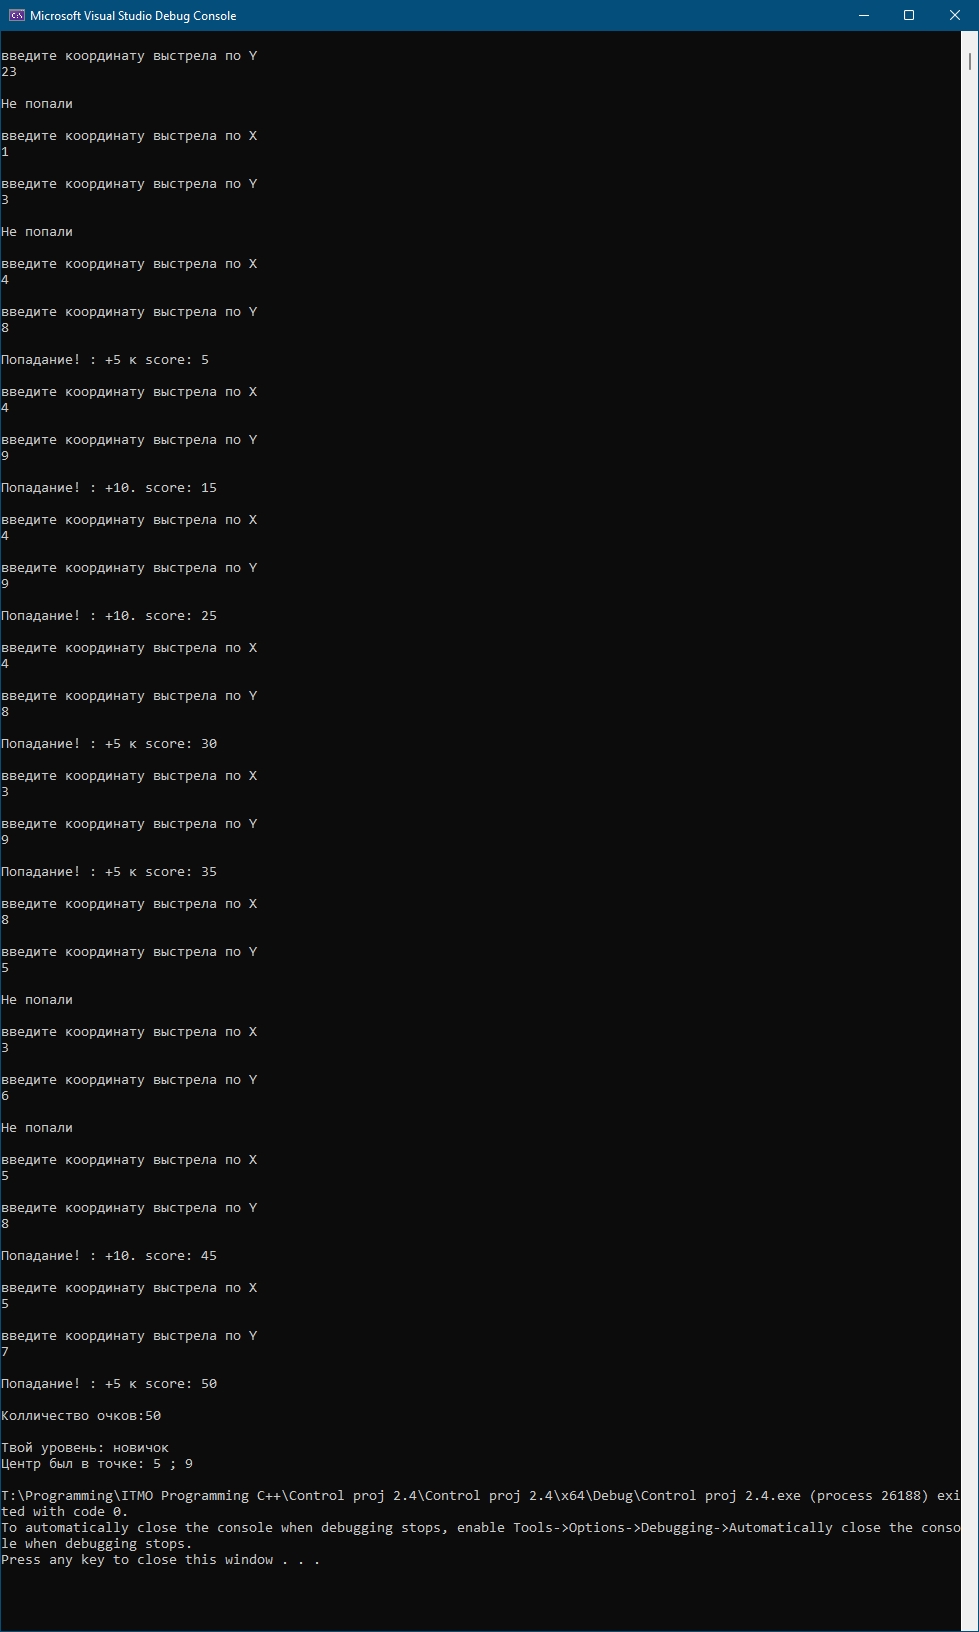 Microsoft Visual Studio Debug Console
введите координату выстрела по Y
23
Не попали
введите координату выстрела по X
1
введите координату выстрела по Y
3
Не попали
введите координату выстрела по X
4
введите координату выстрела по Y
8
Попадание! : +5 к score: 5
введите координату выстрела по X
4
введите координату выстрела по Y
9
Попадание! : +10. score: 15
введите координату выстрела по X
4
введите координату выстрела по Y
9
Попадание! : +10. score: 25
введите координату выстрела по X
4
введите координату выстрела по Y
8
Попадание! : +5 к score: 30
введите координату выстрела по X
3
введите координату выстрела по Y
9
Попадание! : +5 к score: 35
введите координату выстрела по X
8
введите координату выстрела по Y
5
Не попали
введите координату выстрела по X
3
введите координату выстрела по Y
6
Не попали
введите координату выстрела по X
5
введите координату выстрела по Y
8
Попадание! : +10. score: 45
введите координату выстрела по X
5
введите координату выстрела по Y
7
Попадание! : +5 к score: 50
Колличество очков:50
Твой уровень: новичок
Центр был в точке: 5 ; 9
T:\Programming\ITMO Programming C++\Control proj 2.4\Control proj 2.4\x64\Debug\Control proj 2.4.exe (process 26188) exi
ted with code 0.
To automatically close the console when debugging stops, enable Tools->Options->Debugging->Automatically close the conso
le when debugging stops.
Press any key to close this window . . .